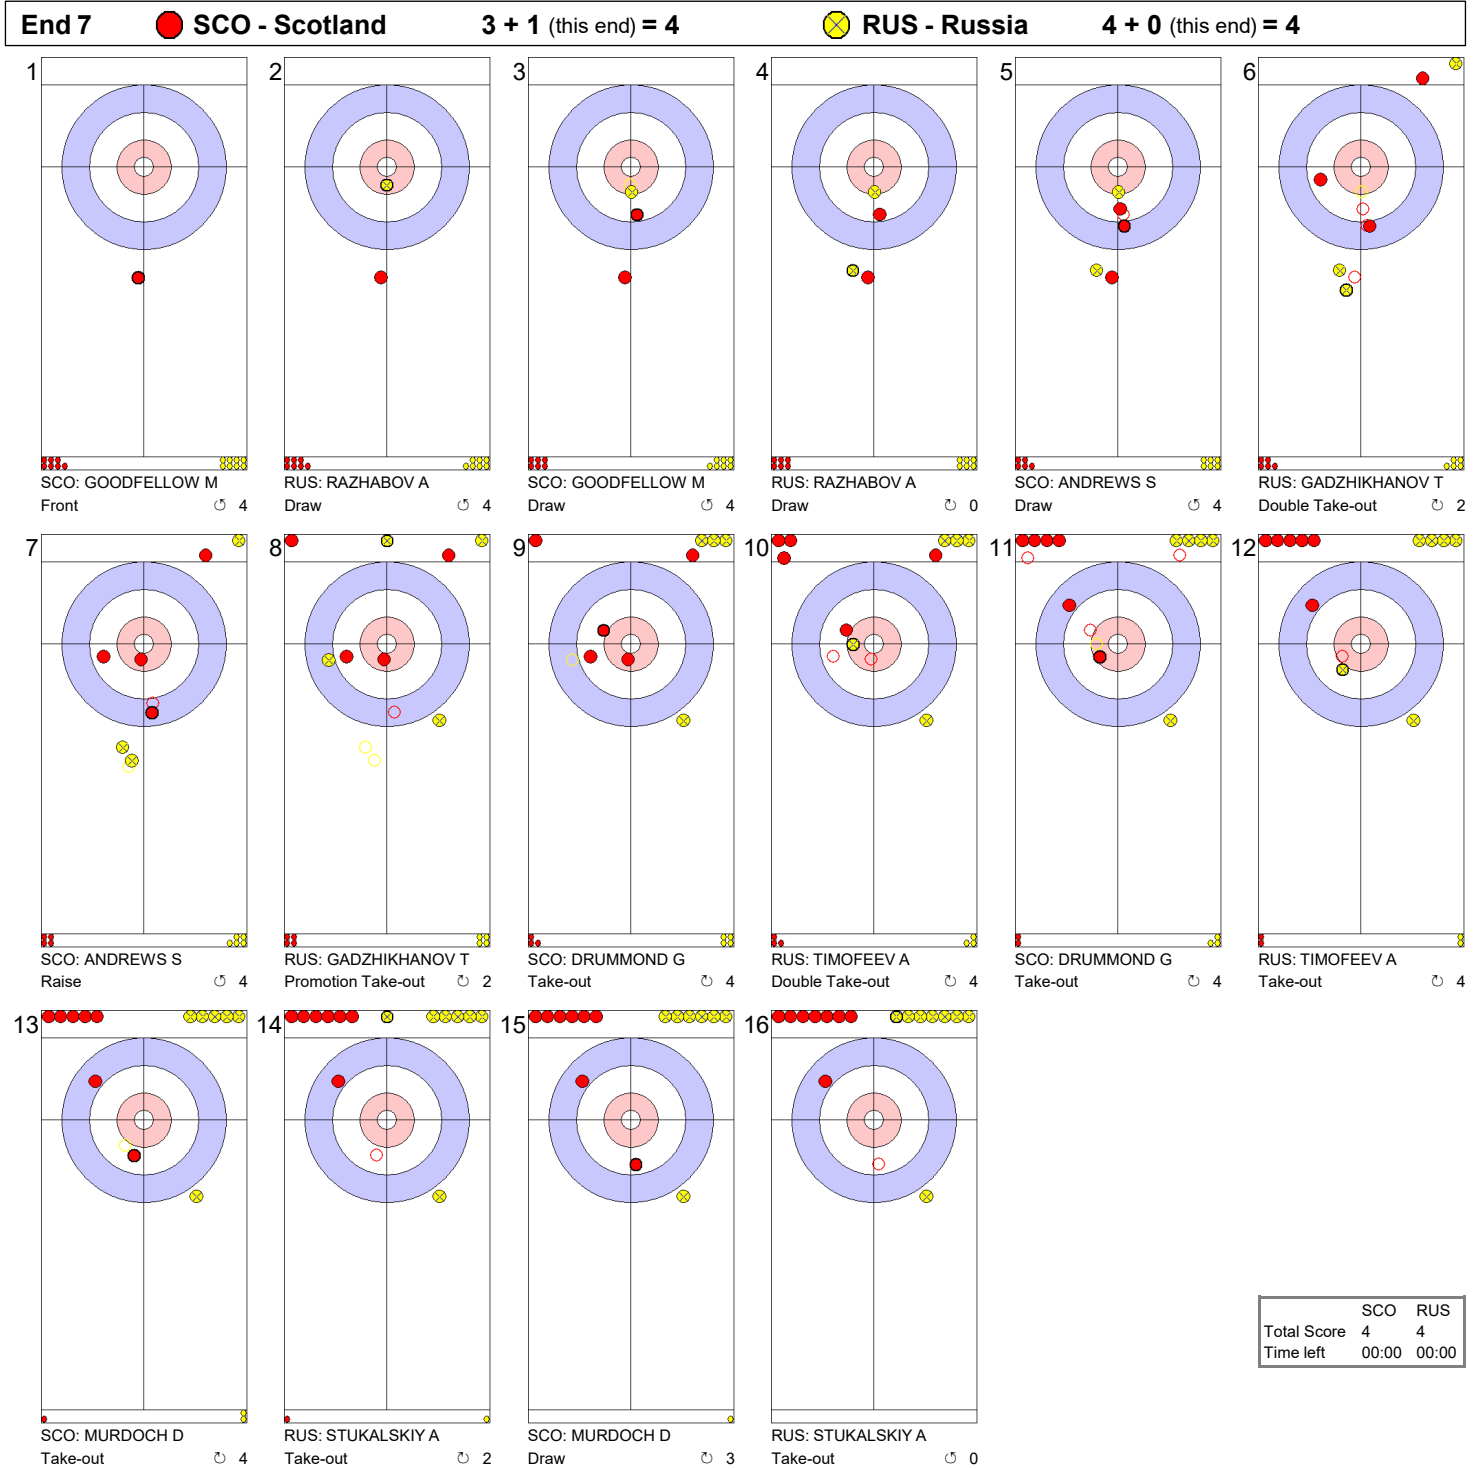 End 7 SCO - Scotland 3 + 1 (this end) = 4 RUS - Russia 4 + 0 (this end) = 4
1 2 3 4 5 6
SCO: GOODFELLOW M RUS: RAZHABOV A SCO: GOODFELLOW M RUS: RAZHABOV A SCO: ANDREWS S RUS: GADZHIKHANOV T
Front ↺ 4 Draw ↺ 4 Draw ↺ 4 Draw ↻ 0 Draw ↺ 4 Double Take-out ↻ 2
7 8 9 10 11 12
SCO: ANDREWS S RUS: GADZHIKHANOV T SCO: DRUMMOND G RUS: TIMOFEEV A SCO: DRUMMOND G RUS: TIMOFEEV A
Raise ↺ 4 Promotion Take-out ↻ 2 Take-out ↻ 4 Double Take-out ↻ 4 Take-out ↻ 4 Take-out ↻ 4
13 14 15 16
SCO RUS
Total Score 4 4
Time left 00:00 00:00
SCO: MURDOCH D RUS: STUKALSKIY A SCO: MURDOCH D RUS: STUKALSKIY A
Take-out ↻ 4 Take-out ↻ 2 Draw ↻ 3 Take-out ↻ 0